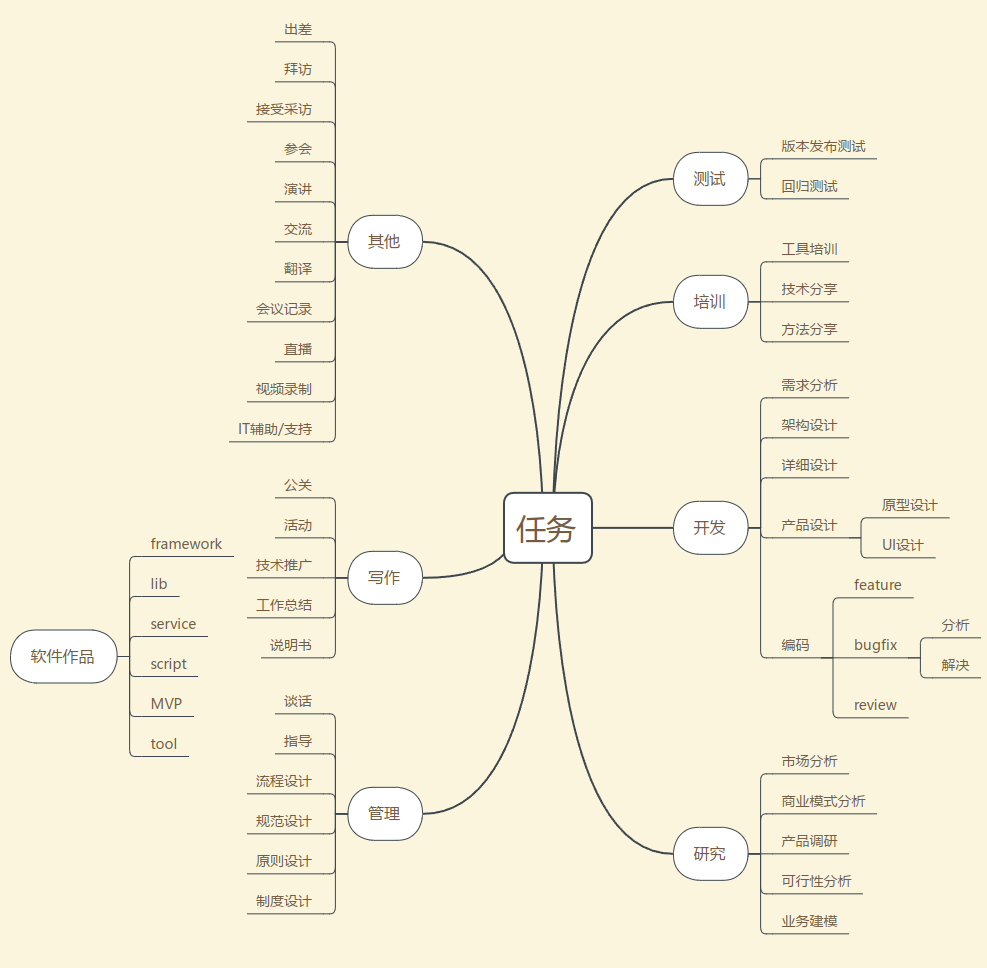 任务
测试
版本发布测试
回归测试
培训
工具培训
技术分享
方法分享
开发
需求分析
架构设计
详细设计
产品设计
原型设计
UI设计
编码
feature
bugfix
分析
解决
review
研究
市场分析
商业模式分析
产品调研
可行性分析
业务建模
其他
出差
拜访
接受采访
参会
演讲
交流
翻译
会议记录
直播
视频录制
IT辅助/支持
写作
公关
活动
技术推广
工作总结
说明书
管理
谈话
指导
流程设计
规范设计
原则设计
制度设计
软件作品
framework
lib
service
script
MVP
tool